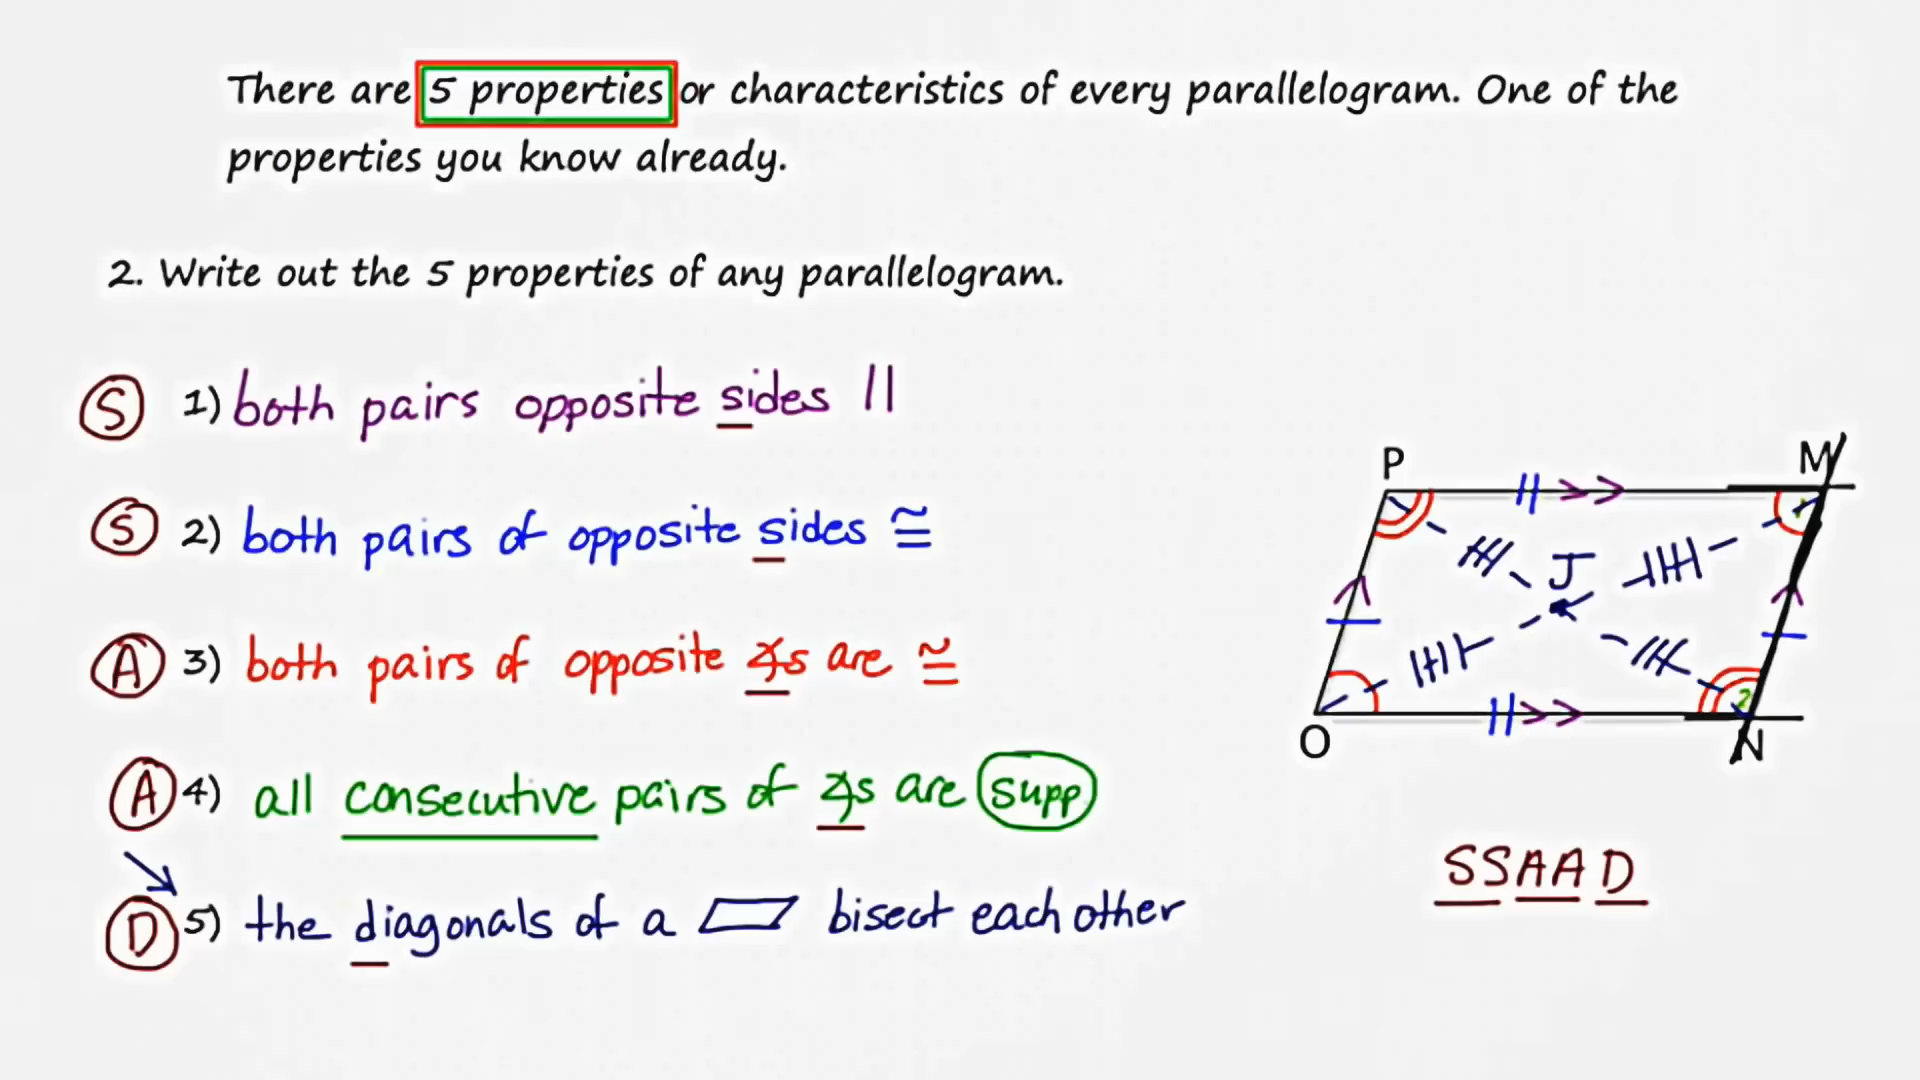 There are 5 properties or characteristics of every parallelogram. One of the
properties you know already.
2. Write out the 5 properties of any parallelogram.
S 1) both pairs opposite sides ||
S 2) both pairs of opposite sides ≅
A 3) both pairs of opposite ∡s are ≅
A 4) all consecutive pairs of ∡s are supp
D 5) the diagonals of a ▱ bisect each other
P
M
J
O
N
2
SSAAD